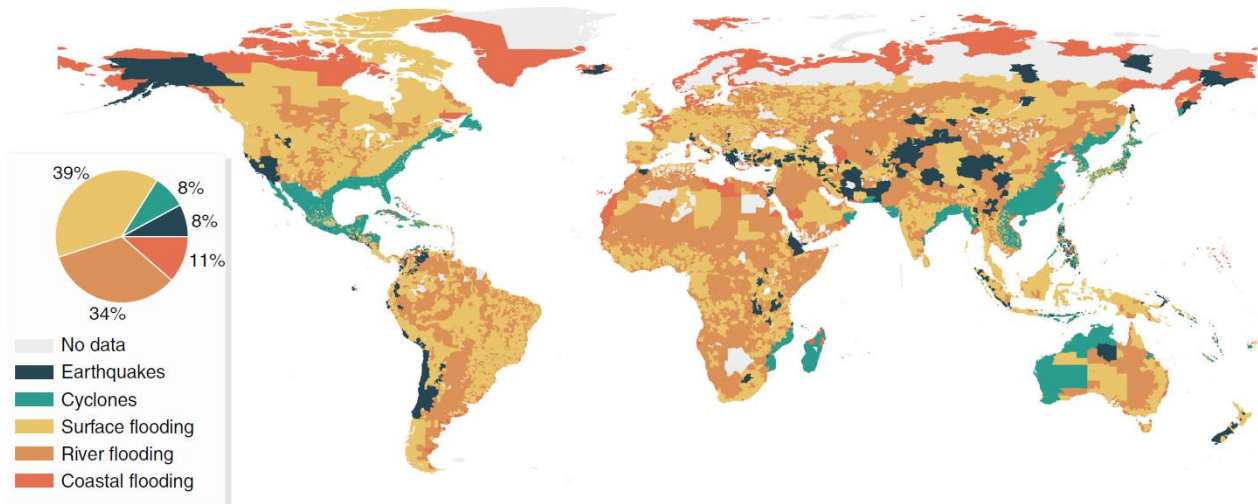 39%
8%
8%
11%
34%
No data
Earthquakes
Cyclones
Surface flooding
River flooding
Coastal flooding